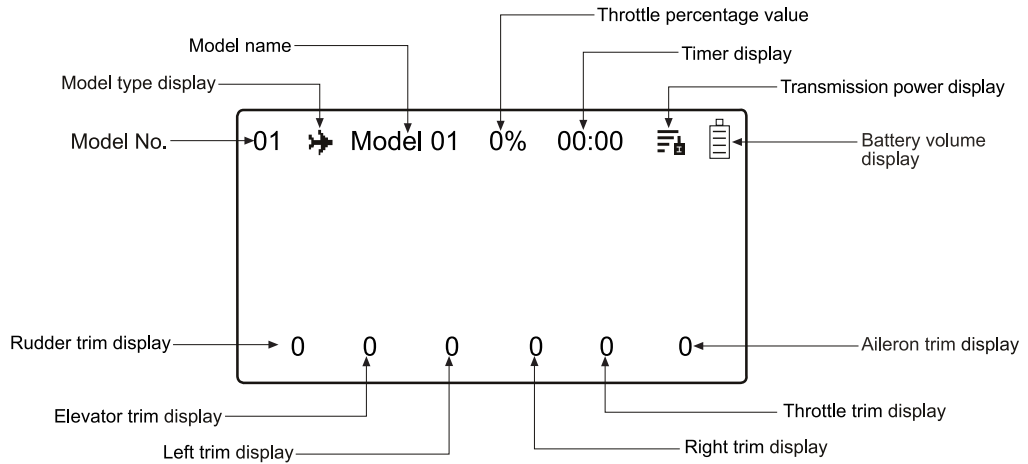 Throttle percentage value
Model name
Timer display
Model type display
Transmission power display
Model No.
01 Model 01 0% 00:00
Battery volume
display
Rudder trim display
0 0 0 0 0 0
Aileron trim display
Elevator trim display
Throttle trim display
Left trim display
Right trim display